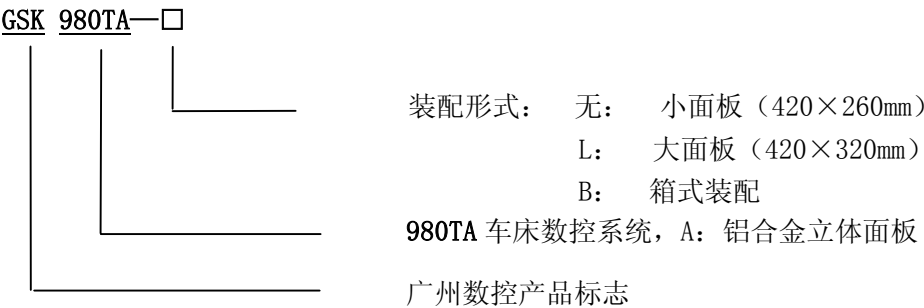 GSK 980TA—□
装配形式： 无： 小面板（420×260mm）
L： 大面板（420×320mm）
B： 箱式装配
980TA 车床数控系统，A：铝合金立体面板
广州数控产品标志